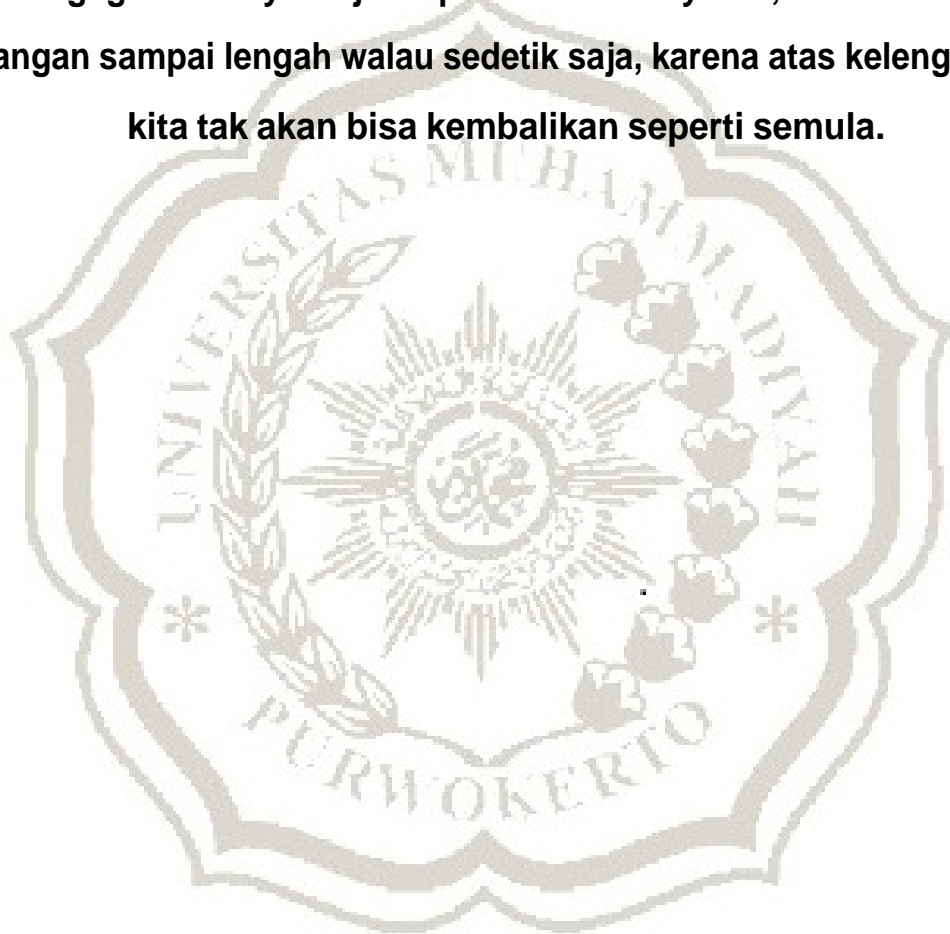 angan sampai lengah walau sedetik saja, karena atas keleng
kita tak akan bisa kembalikan seperti semula.
UNIVERSITAS MUHAMMADIYAH
PURWOKERTO